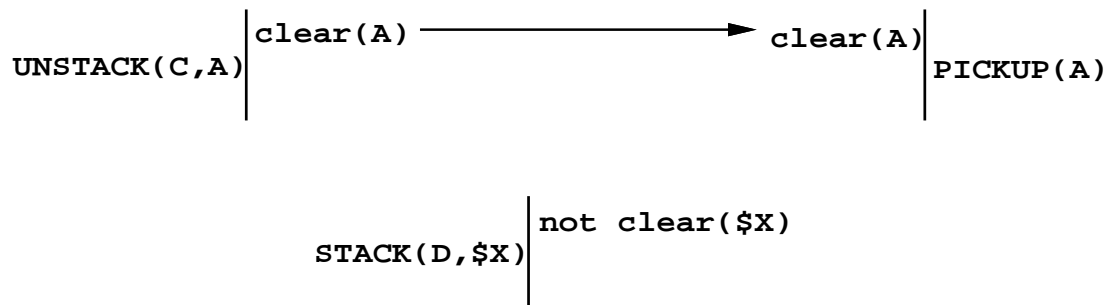 clear(A) clear(A)
UNSTACK(C,A) PICKUP(A)
not clear($X)
STACK(D,$X)